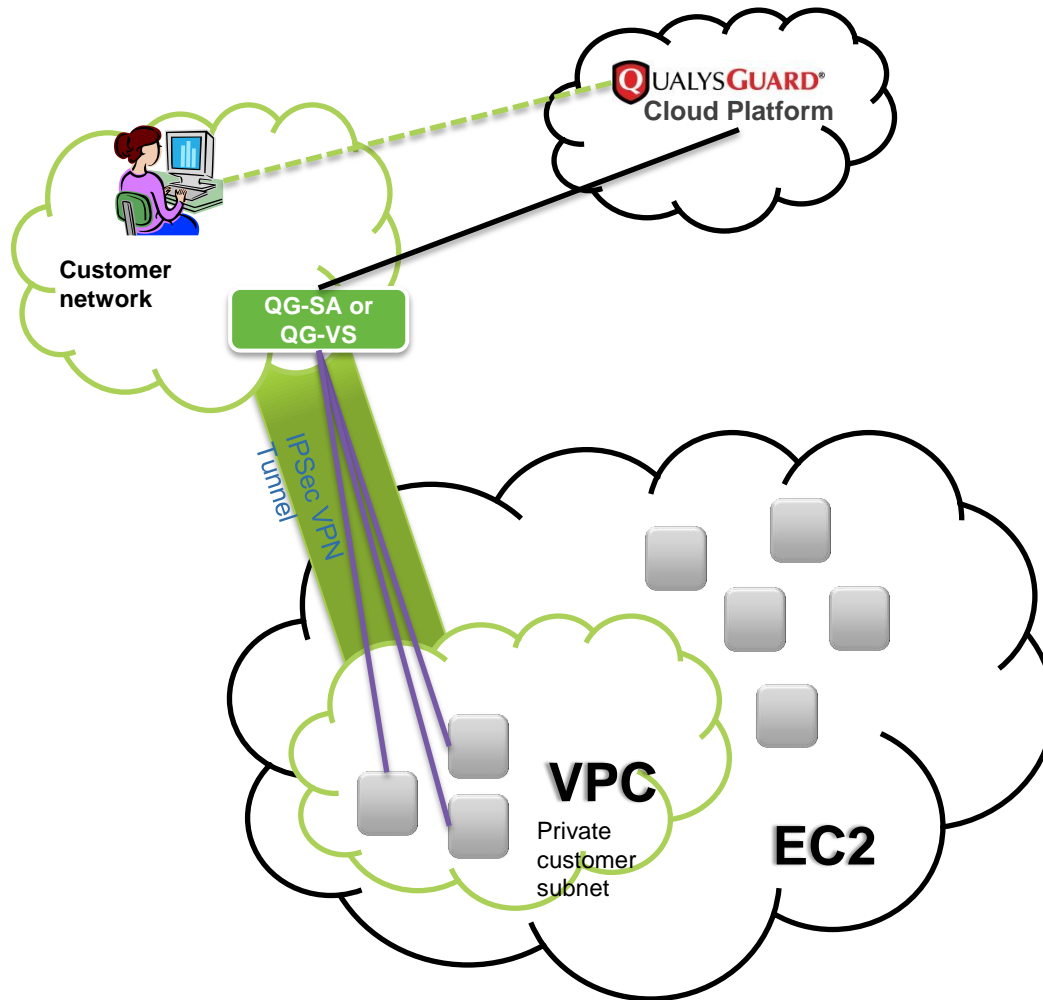 QUALYSGUARD®
Cloud Platform
Customer
network
QG-SA or
QG-VS
IPSec VPN
Tunnel
VPC
Private
customer
subnet
EC2